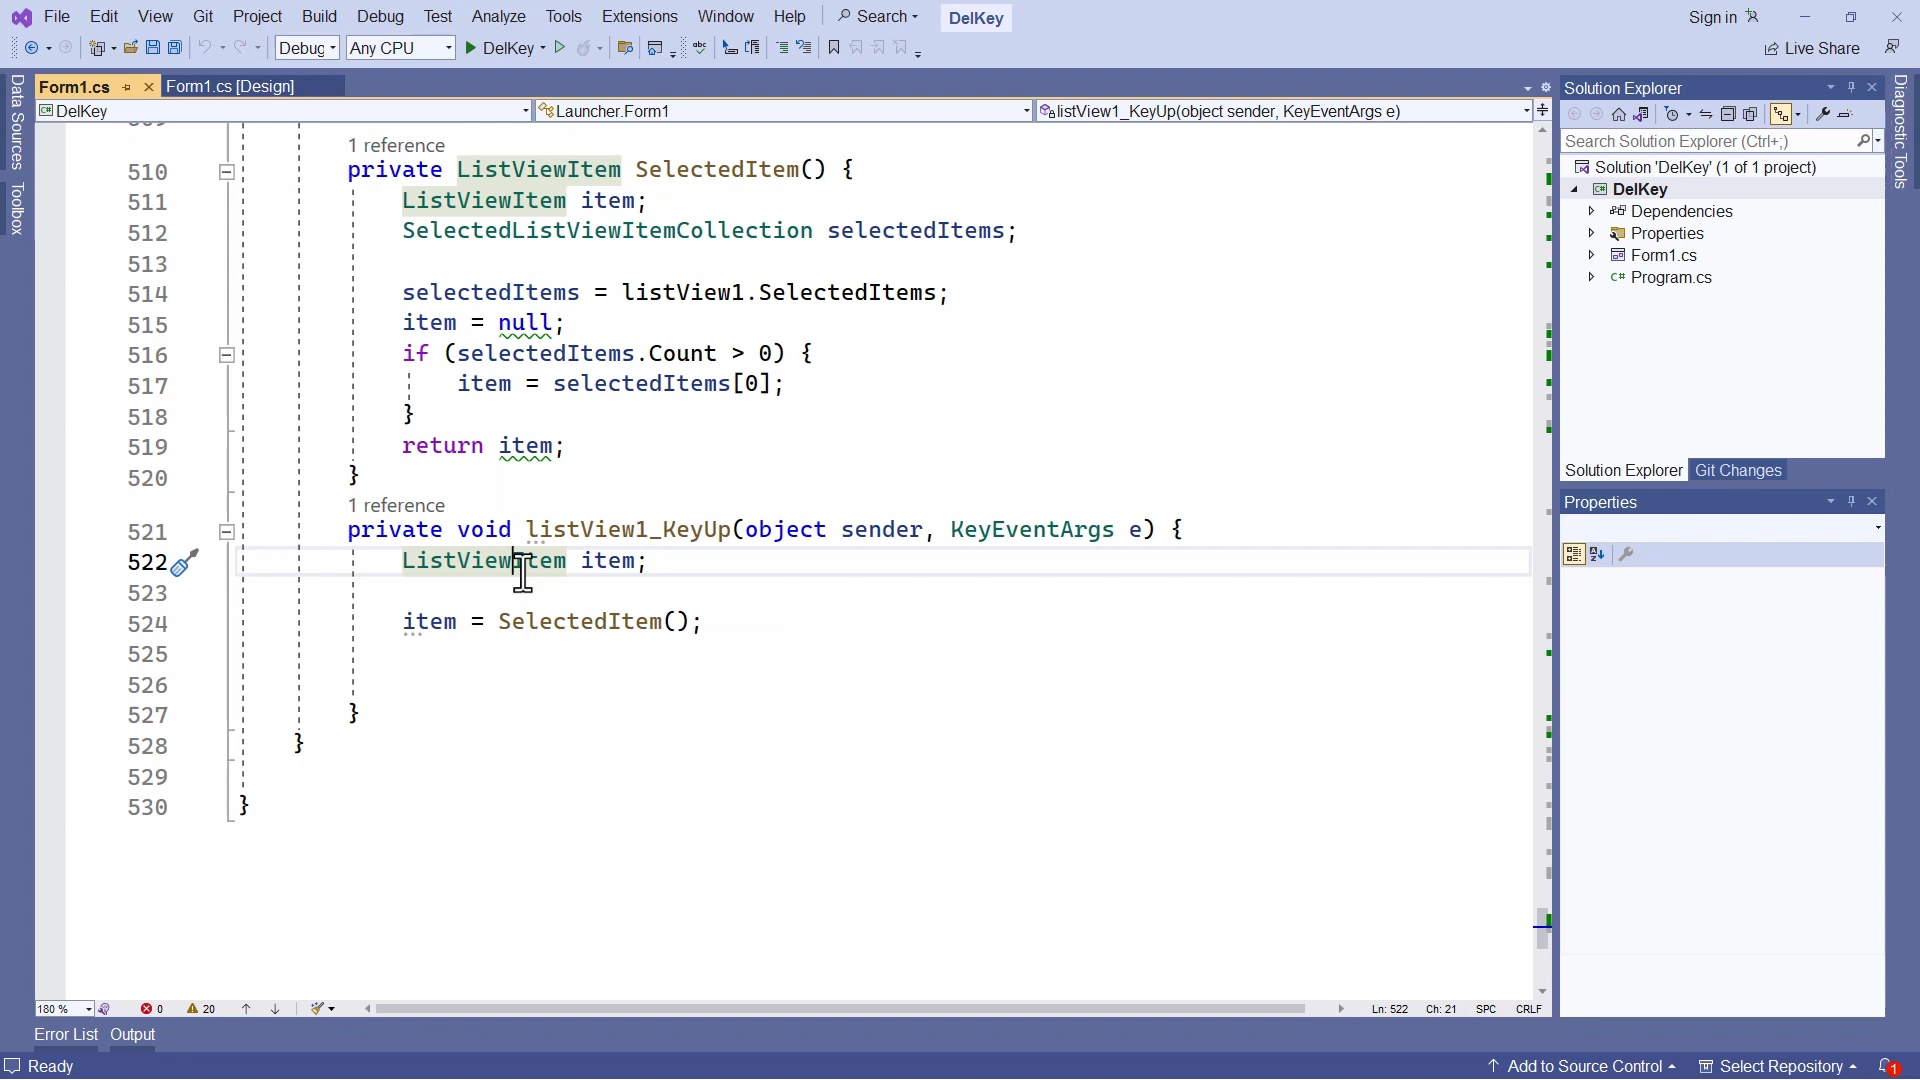 File Edit View Git Project Build Debug Test Analyze Tools Extensions Window Help Search DelKey Sign in
Debug Any CPU DelKey Live Share
Form1.cs Form1.cs [Design]
DelKey Launcher.Form1 listView1_KeyUp(object sender, KeyEventArgs e)
Data Sources
Toolbox
1 reference
510 private ListViewItem SelectedItem() {
511 ListViewItem item;
512 SelectedListViewItemCollection selectedItems;
513
514 selectedItems = listView1.SelectedItems;
515 item = null;
516 if (selectedItems.Count > 0) {
517 item = selectedItems[0];
518 }
519 return item;
520 }
1 reference
521 private void listView1_KeyUp(object sender, KeyEventArgs e) {
522 ListViewItem item;
523
524 item = SelectedItem();
525
526
527 }
528 }
529
530 }
180 % 0 20 Ln: 522 Ch: 21 SPC CRLF
Solution Explorer
Search Solution Explorer (Ctrl+;)
Solution 'DelKey' (1 of 1 project)
DelKey
Dependencies
Properties
Form1.cs
Program.cs
Solution Explorer Git Changes
Properties
Diagnostic Tools
Error List Output
Ready Add to Source Control Select Repository 1